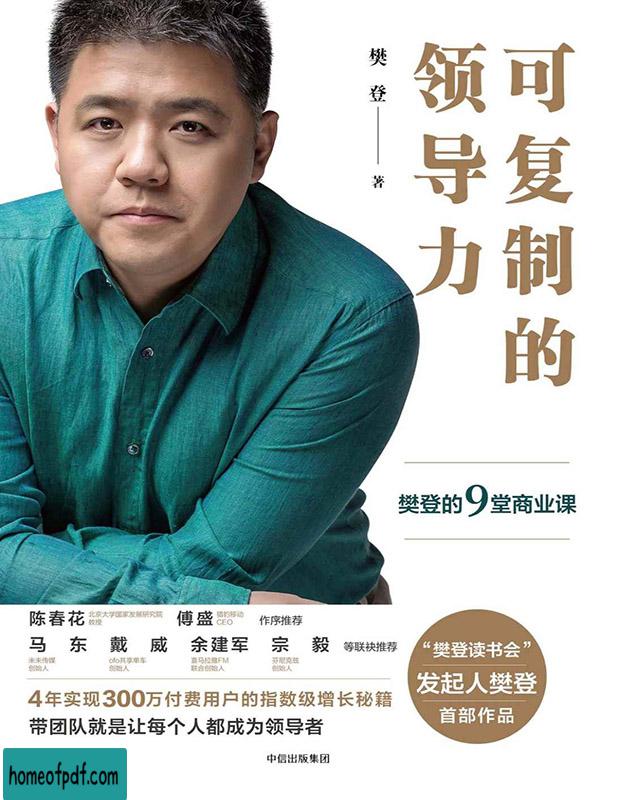 可复制的
领导力
樊登——著
樊登的9堂商业课
陈春花 北京大学国家发展研究院教授 傅盛 猎豹移动CEO 作序推荐
马东 戴威 余建军 宗毅 等联袂推荐
未末传媒创始人 ofo共享单车创始人 喜马拉雅FM联合创始人 芬尼克兹创始人
4年实现300万付费用户的指数级增长秘籍
带团队就是让每个人都成为领导者
“樊登读书会”
发起人樊登
首部作品
中信出版集团
homeofpdf.com